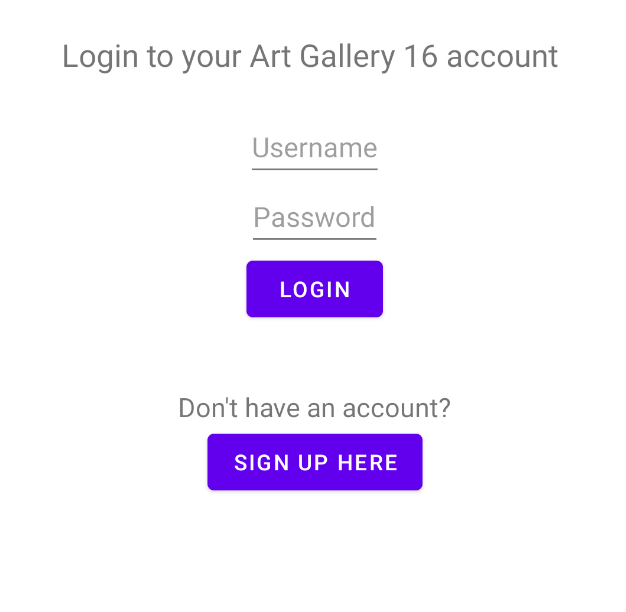 Login to your Art Gallery 16 account
Username
Password
LOGIN
Don't have an account?
SIGN UP HERE